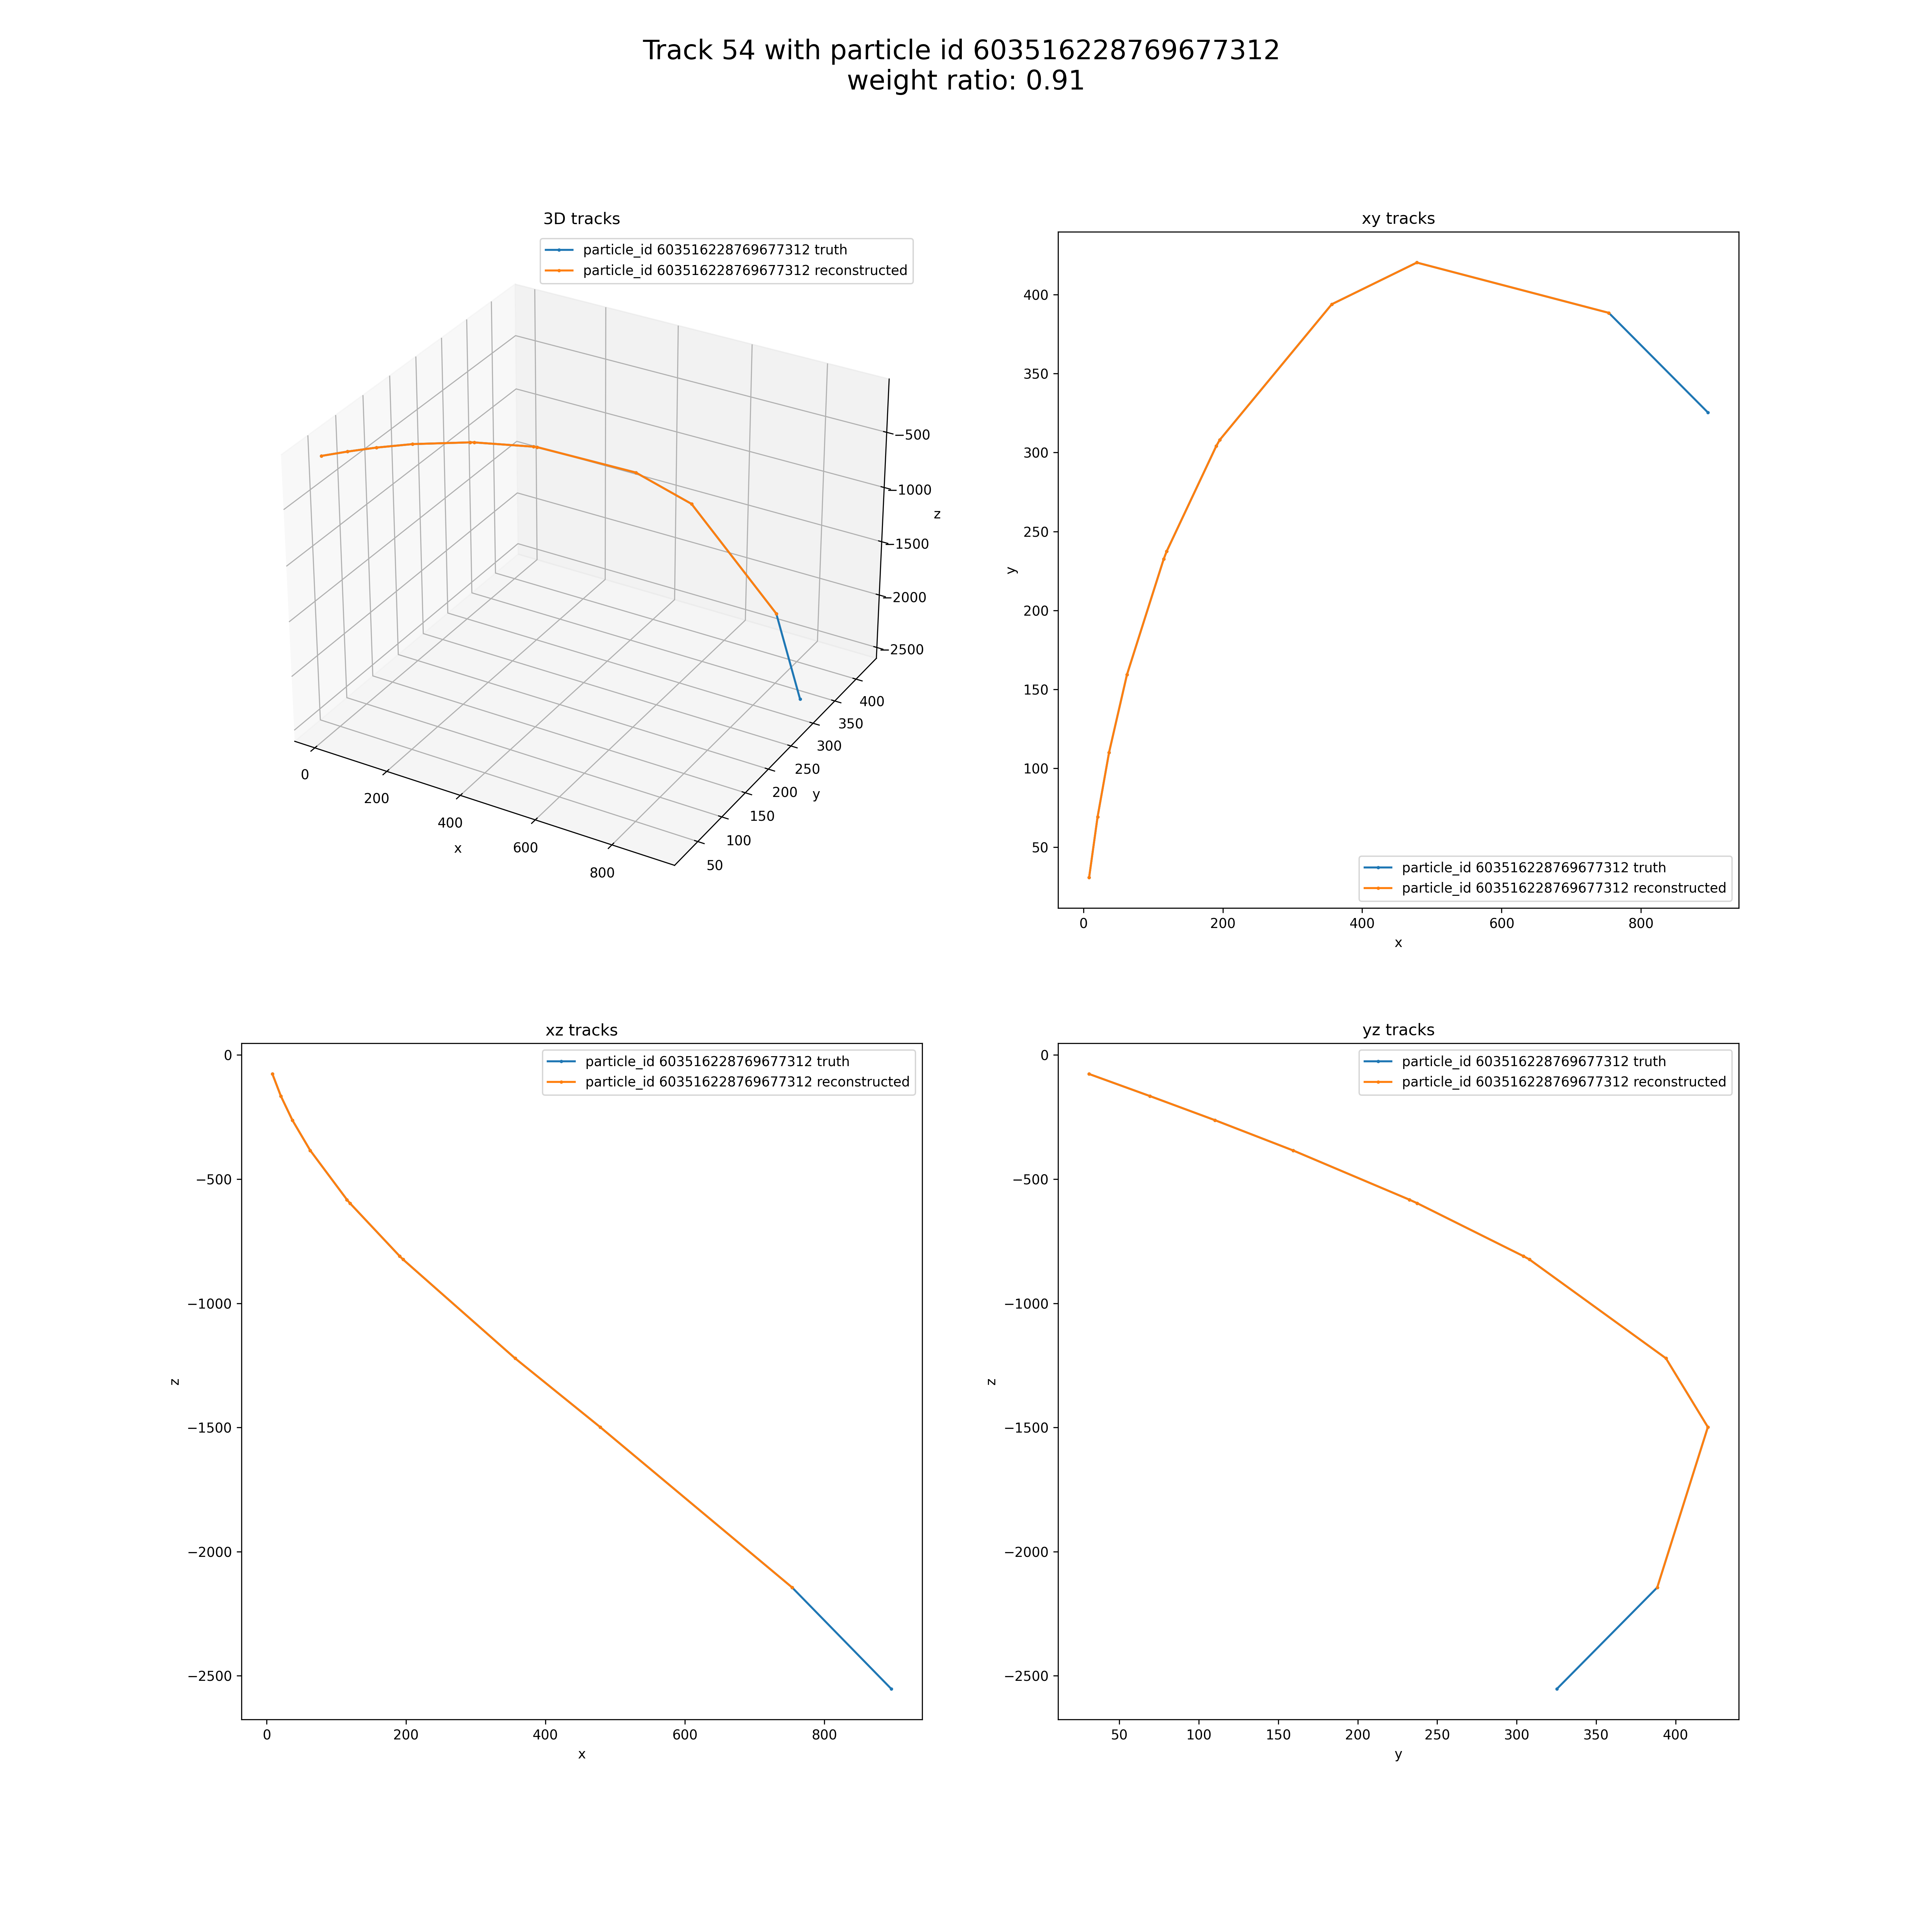 Track 54 with particle id 603516228769677312
weight ratio: 0.91
3D tracks
particle_id 603516228769677312 truth
particle_id 603516228769677312 reconstructed
−500
−1000
z
−1500
−2000
−2500
400
350
300
250
200
y
150
100
50
0
200
400
x
600
800
xy tracks
400
350
300
y
250
200
150
100
50
particle_id 603516228769677312 truth
particle_id 603516228769677312 reconstructed
0 200 400 600 800
x
xz tracks
particle_id 603516228769677312 truth
particle_id 603516228769677312 reconstructed
0
−500
−1000
z
−1500
−2000
−2500
0 200 400 600 800
x
yz tracks
particle_id 603516228769677312 truth
particle_id 603516228769677312 reconstructed
0
−500
−1000
z
−1500
−2000
−2500
50 100 150 200 250 300 350 400
y